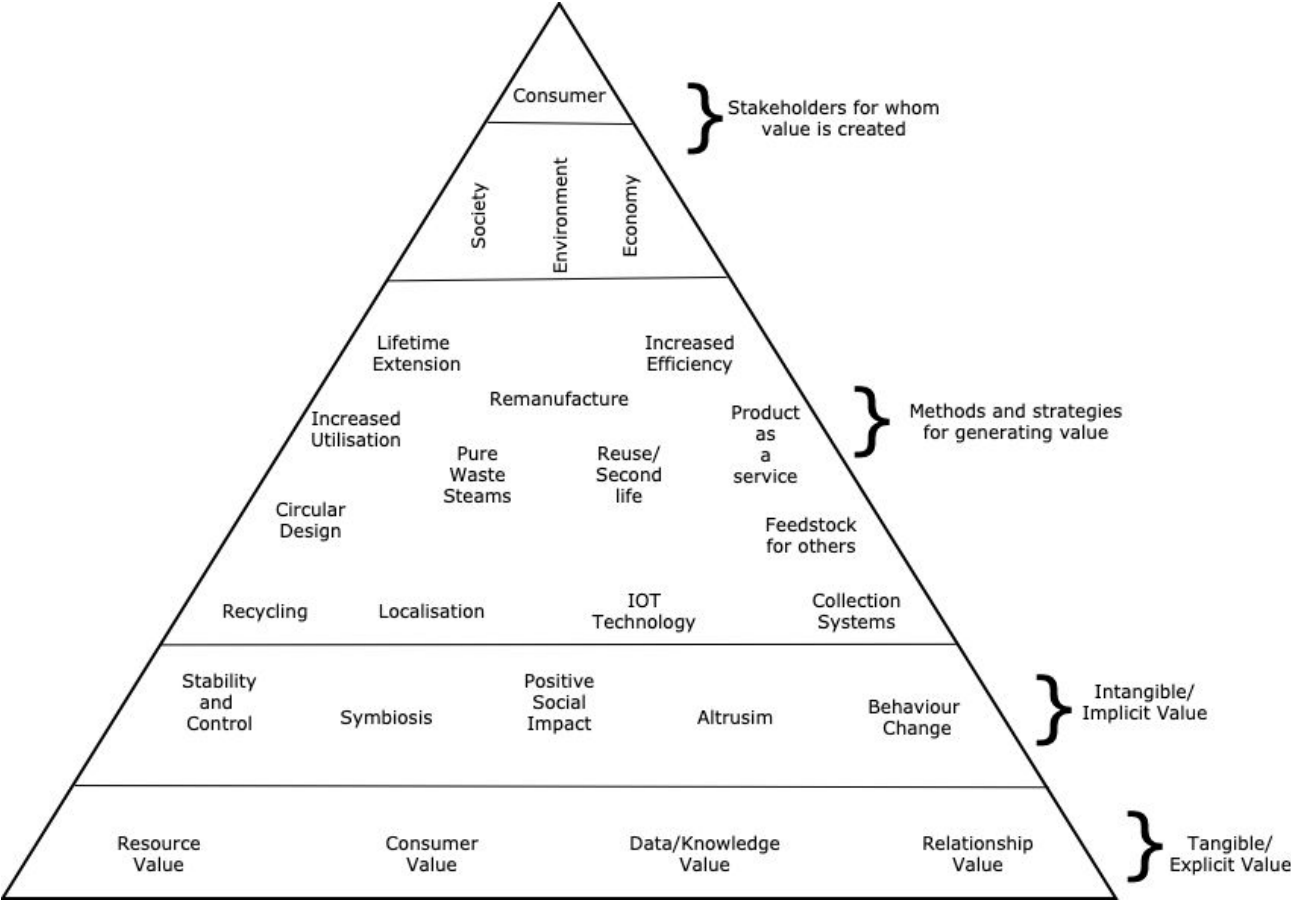 Consumer
Stakeholders for whom
value is created
Society
Environment
Economy
Lifetime
Extension
Increased
Efficiency
Remanufacture
Increased
Utilisation
Product
as
a
service
Pure
Waste
Steams
Reuse/
Second
life
Methods and strategies
for generating value
Circular
Design
Feedstock
for others
Recycling
Localisation
IOT
Technology
Collection
Systems
Stability
and
Control
Symbiosis
Positive
Social
Impact
Altrusim
Behaviour
Change
Intangible/
Implicit Value
Resource
Value
Consumer
Value
Data/Knowledge
Value
Relationship
Value
Tangible/
Explicit Value